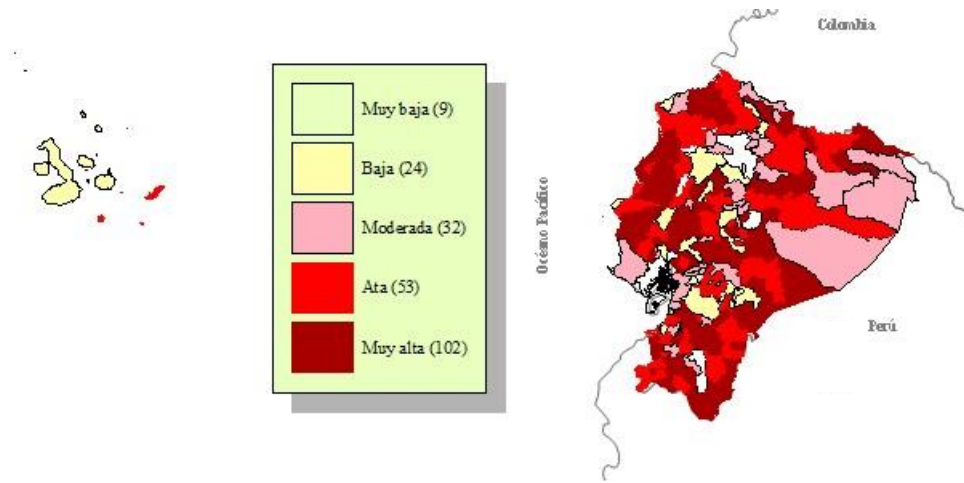 Colombia
Muy baja (9)
Baja (24)
Moderada (32)
Ata (53)
Muy alta (102)
Océano Pacífico
Perú